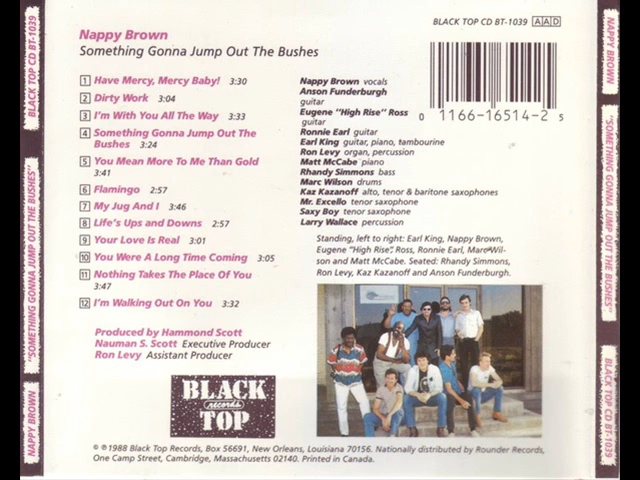 BLACK TOP CD BT-1039 AAD
Nappy Brown
Something Gonna Jump Out The Bushes
1 Have Mercy, Mercy Baby! 3:30
2 Dirty Work 3:04
3 I'm With You All The Way 3:33
4 Something Gonna Jump Out The
Bushes 3:24
5 You Mean More To Me Than Gold
3:41
6 Flamingo 2:57
7 My Jug And I 3:46
8 Life's Ups and Downs 2:57
9 Your Love Is Real 3:01
10 You Were A Long Time Coming 3:05
11 Nothing Takes The Place Of You
3:47
12 I'm Walking Out On You 3:32
Produced by Hammond Scott
Nauman S. Scott Executive Producer
Ron Levy Assistant Producer
Nappy Brown vocals
Anson Funderburgh
guitar
Eugene "High Rise" Ross
guitar
Ronnie Earl guitar
Earl King guitar, piano, tambourine
Ron Levy organ, percussion
Matt McCabe piano
Rhandy Simmons bass
Marc Wilson drums
Kaz Kazanoff alto, tenor & baritone saxophones
Mr. Excello tenor saxophone
Saxy Boy tenor saxophone
Larry Wallace percussion
0 1166-16514-2 5
Standing, left to right: Earl King, Nappy Brown,
Eugene "High Rise". Ross, Ronnie Earl, Marc Wil-
son and Matt McCabe. Seated: Rhandy Simmons,
Ron Levy, Kaz Kazanoff and Anson Funderburgh.
BLACK
records
TOP
© ℗ 1988 Black Top Records, Box 56691, New Orleans, Louisiana 70156. Nationally distributed by Rounder Records,
One Camp Street, Cambridge, Massachusetts 02140. Printed in Canada.
NAPPY BROWN
"SOMETHING GONNA JUMP OUT THE BUSHES"
BLACK TOP CD BT-1039
NAPPY BROWN
"SOMETHING GONNA JUMP OUT THE BUSHES"
BLACK TOP CD BT-1039